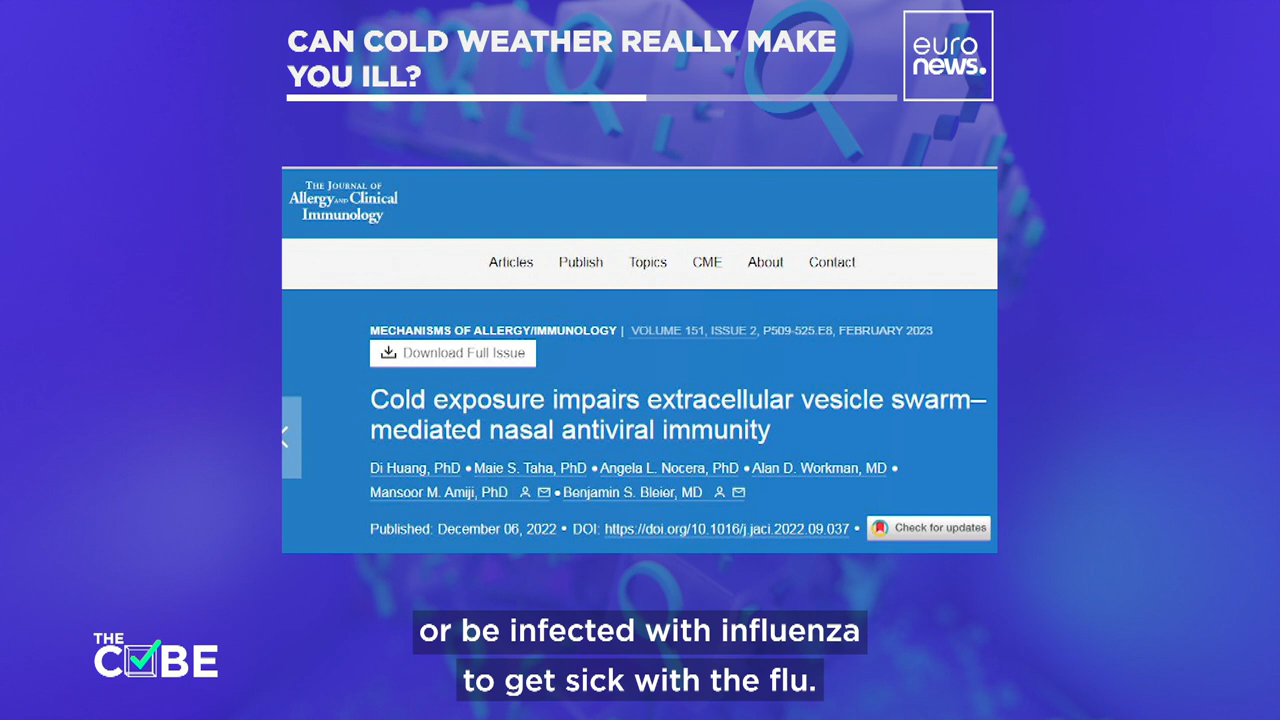 CAN COLD WEATHER REALLY MAKE
YOU ILL?
euro
news.
THE JOURNAL OF
Allergy AND Clinical
Immunology
Articles Publish Topics CME About Contact
MECHANISMS OF ALLERGY/IMMUNOLOGY | VOLUME 151, ISSUE 2, P509-525.E8, FEBRUARY 2023
Download Full Issue
Cold exposure impairs extracellular vesicle swarm–
mediated nasal antiviral immunity
Di Huang, PhD • Maie S. Taha, PhD • Angela L. Nocera, PhD • Alan D. Workman, MD •
Mansoor M. Amiji, PhD • Benjamin S. Bleier, MD
Published: December 06, 2022 • DOI: https://doi.org/10.1016/j.jaci.2022.09.037 • Check for updates
or be infected with influenza
to get sick with the flu.
THE
CUBE